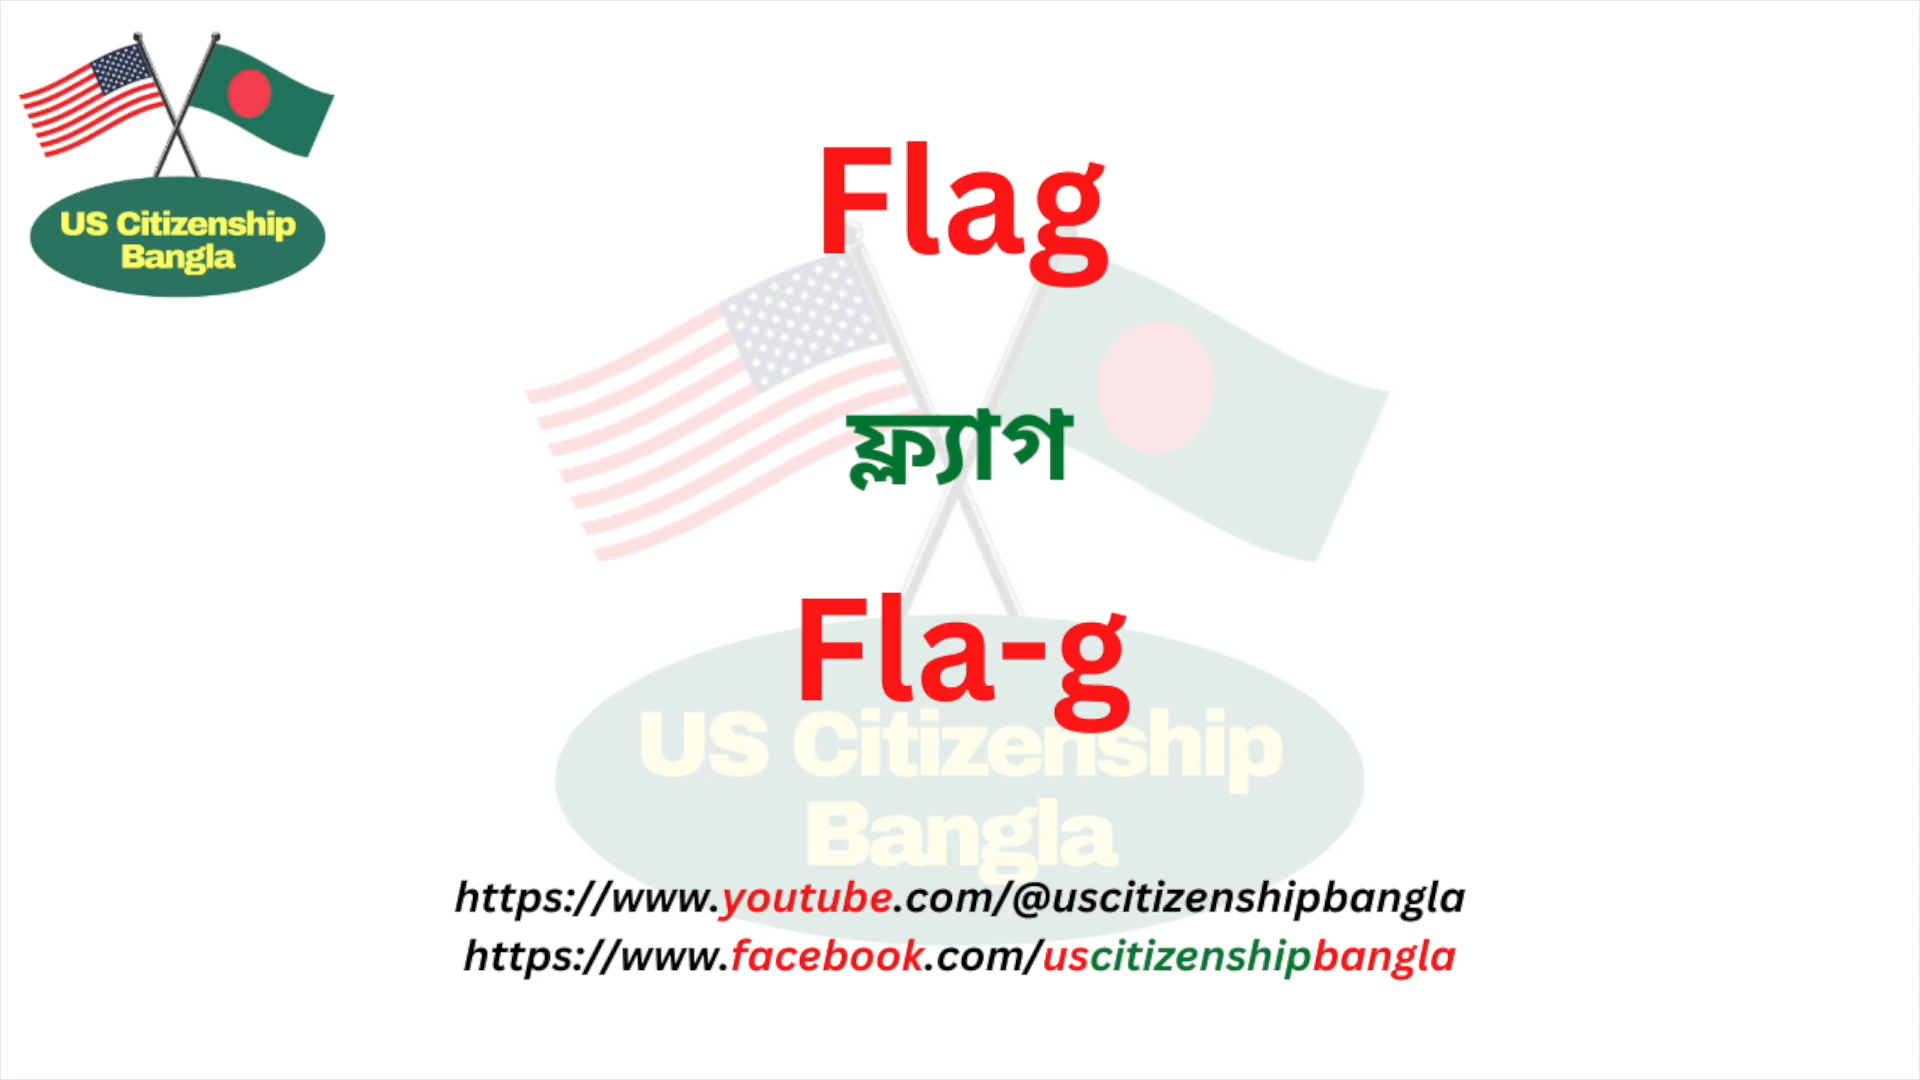 US Citizenship
Bangla
Flag
ফ্ল্যাগ
Fla-g
US Citizenship
Bangla
https://www.youtube.com/@uscitizenshipbangla
https://www.facebook.com/uscitizenshipbangla